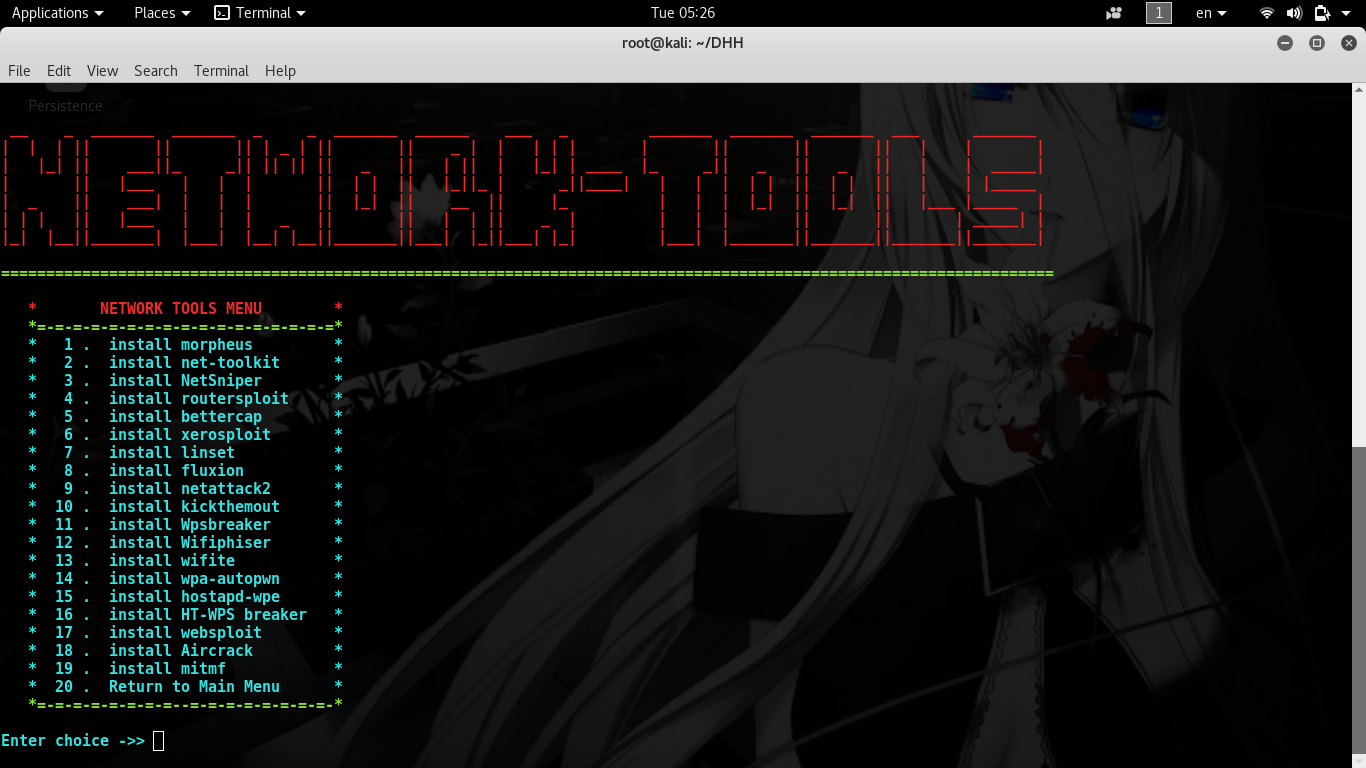 Applications Places Terminal Tue 05:26 1 en
root@kali: ~/DHH
File Edit View Search Terminal Help
Persistence
NETWORK-TOOLS
=====================================================================================================================
* NETWORK TOOLS MENU *
*=-=-=-=-=-=-=-=-=-=-=-=-=-=-=-=-=*
* 1 . install morpheus *
* 2 . install net-toolkit *
* 3 . install NetSniper *
* 4 . install routersploit *
* 5 . install bettercap *
* 6 . install xerosploit *
* 7 . install linset *
* 8 . install fluxion *
* 9 . install netattack2 *
* 10 . install kickthemout *
* 11 . install Wpsbreaker *
* 12 . install Wifiphiser *
* 13 . install wifite *
* 14 . install wpa-autopwn *
* 15 . install hostapd-wpe *
* 16 . install HT-WPS breaker *
* 17 . install websploit *
* 18 . install Aircrack *
* 19 . install mitmf *
* 20 . Return to Main Menu *
*=-=-=-=-=-=-=-=--=-=-=-=-=-=-=-=-*
Enter choice ->>